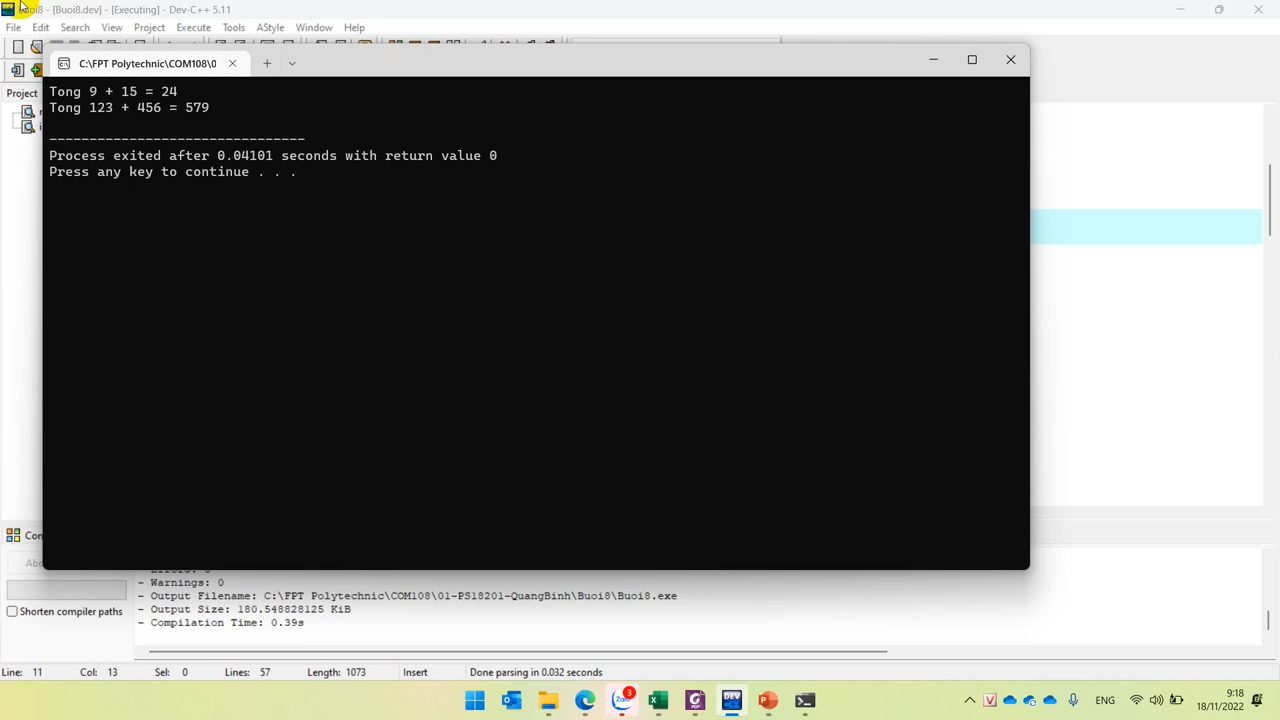 Buoi8 - [Buoi8.dev] - [Executing] - Dev-C++ 5.11
File Edit Search View Project Execute Tools AStyle Window Help
C:\FPT Polytechnic\COM108\0
Project
Tong 9 + 15 = 24
Tong 123 + 456 = 579
--------------------------------
Process exited after 0.04101 seconds with return value 0
Press any key to continue . . .
- Warnings: 0
- Output Filename: C:\FPT Polytechnic\COM108\01-PS18201-QuangBinh\Buoi8\Buoi8.exe
- Output Size: 180.548828125 KiB
- Compilation Time: 0.39s
Shorten compiler paths
Line: 11 Col: 13 Sel: 0 Lines: 57 Length: 1073 Insert Done parsing in 0.032 seconds
Zalo 3
DEV
V
ENG
9:18
18/11/2022